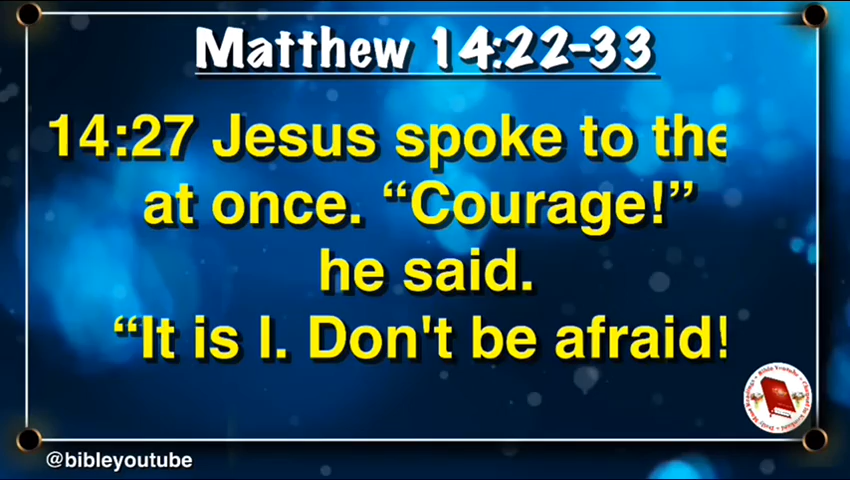 Matthew 14:22-33
14:27 Jesus spoke to the
at once. “Courage!”
he said.
“It is I. Don't be afraid!
@bibleyoutube